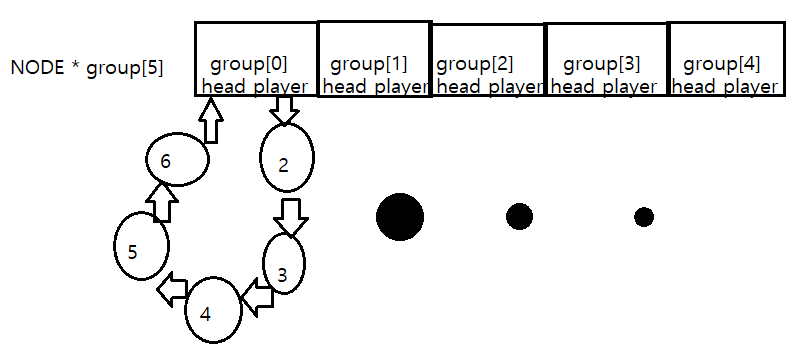 NODE * group[5]
group[0]
head player
group[1]
head player
group[2]
head player
group[3]
head player
group[4]
head player
6
2
5
3
4